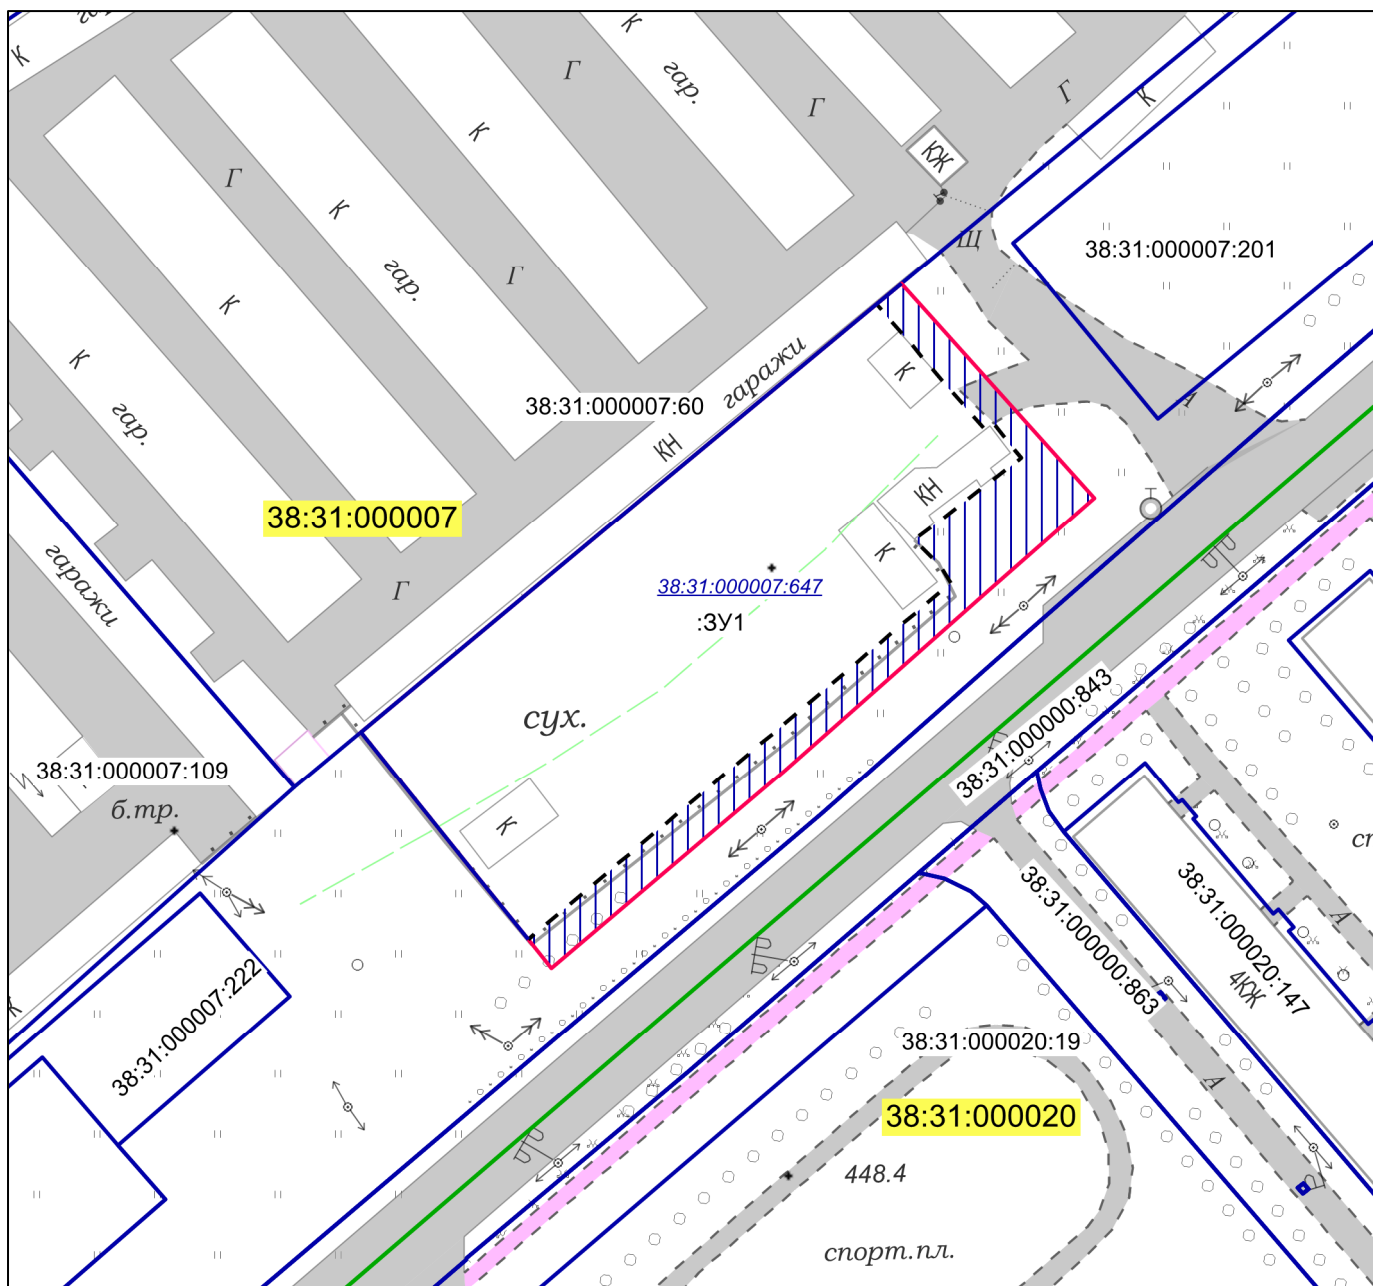 К
К
гар.
Г
Г
Г
К
К
КЖ
Г
К
Щ
38:31:000007:201
гар.
Г
К
К
гар.
К
гаражи
38:31:000007:60
КН
38:31:000007
КН
К
гаражи
Г
38:31:000007:647
:ЗУ1
А
сух.
38:31:000000:843
38:31:000007:109
б.тр.
К
38:31:000000:863
38:31:000020:147
4КЖ
А
К
38:31:000007:222
38:31:000020:19
А
38:31:000020
448.4
спорт.пл.